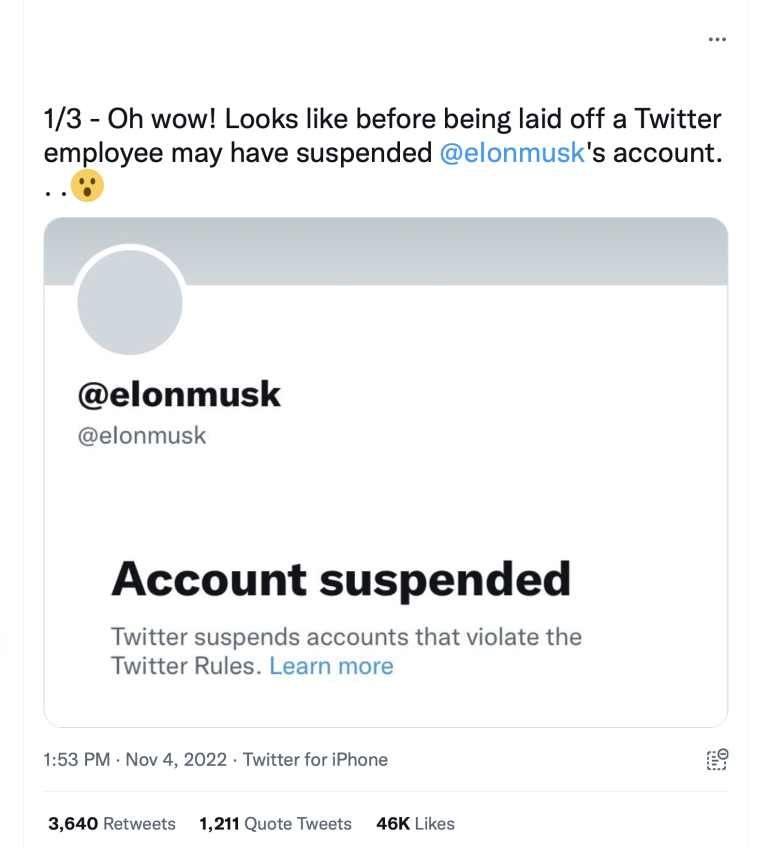 1/3 - Oh wow! Looks like before being laid off a Twitter
employee may have suspended @elonmusk's account.
. .😮
@elonmusk
@elonmusk
Account suspended
Twitter suspends accounts that violate the
Twitter Rules. Learn more
1:53 PM · Nov 4, 2022 · Twitter for iPhone
3,640 Retweets 1,211 Quote Tweets 46K Likes